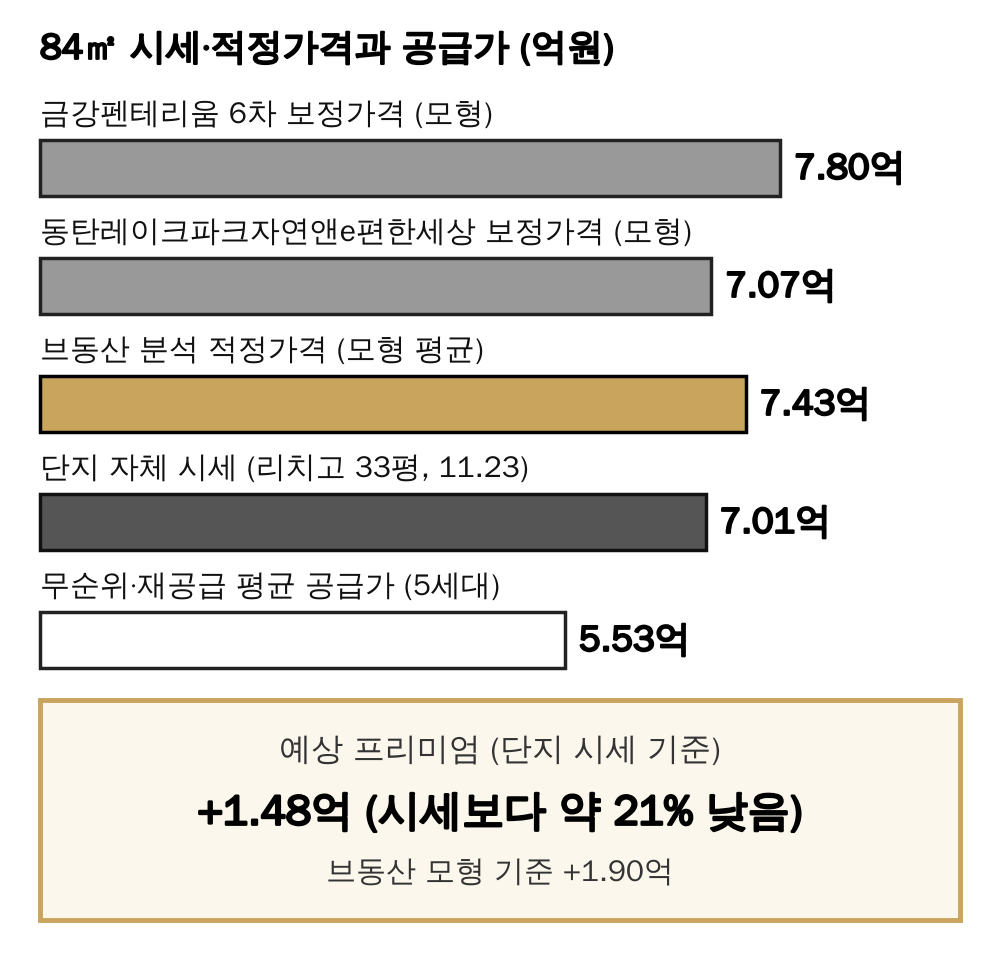 84㎡ 시세·적정가격과 공급가 (억원)
금강펜테리움 6차 보정가격 (모형)
7.80억
동탄레이크파크자연앤e편한세상 보정가격 (모형)
7.07억
브동산 분석 적정가격 (모형 평균)
7.43억
단지 자체 시세 (리치고 33평, 11.23)
7.01억
무순위·재공급 평균 공급가 (5세대)
5.53억
예상 프리미엄 (단지 시세 기준)
+1.48억 (시세보다 약 21% 낮음)
브동산 모형 기준 +1.90억